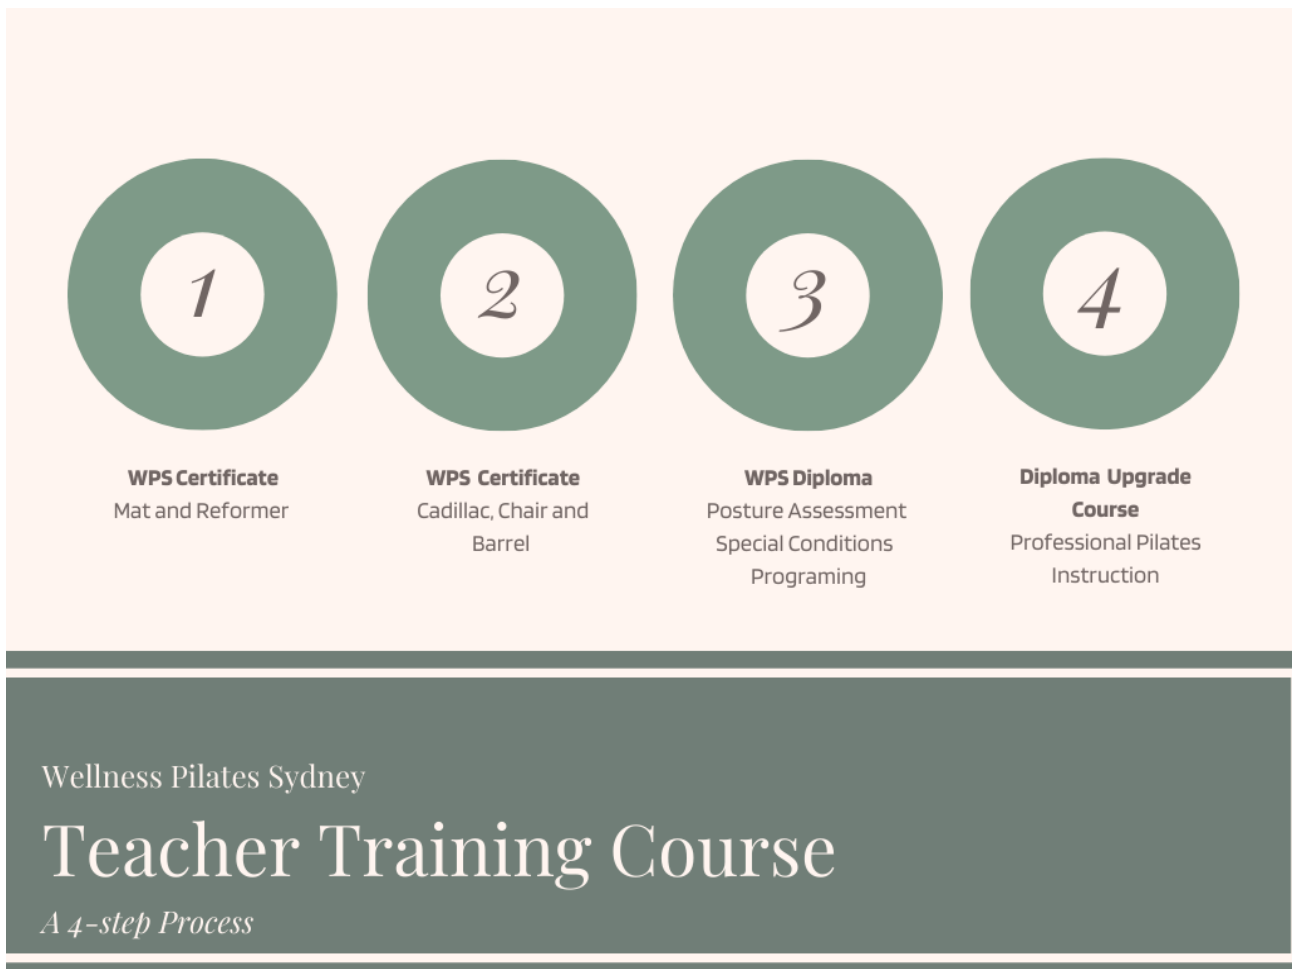 1
2
3
4
WPS Certificate
Mat and Reformer
WPS Certificate
Cadillac, Chair and
Barrel
WPS Diploma
Posture Assessment
Special Conditions
Programing
Diploma Upgrade
Course
Professional Pilates
Instruction
Wellness Pilates Sydney
Teacher Training Course
A 4-step Process